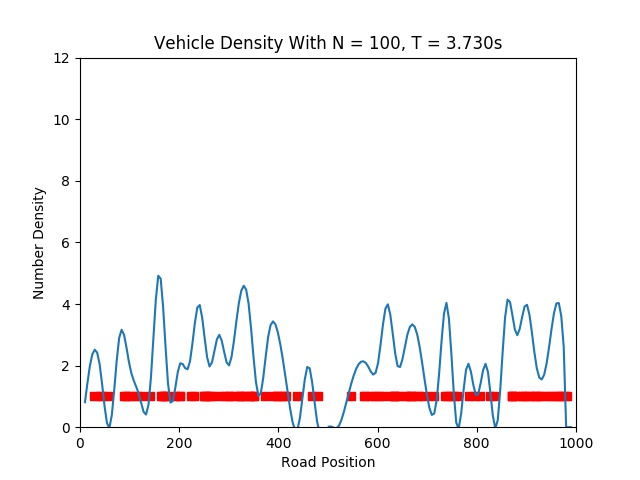 Vehicle Density With N = 100, T = 3.730s
12
10
8
6
4
2
0
Number Density
0 200 400 600 800 1000
Road Position